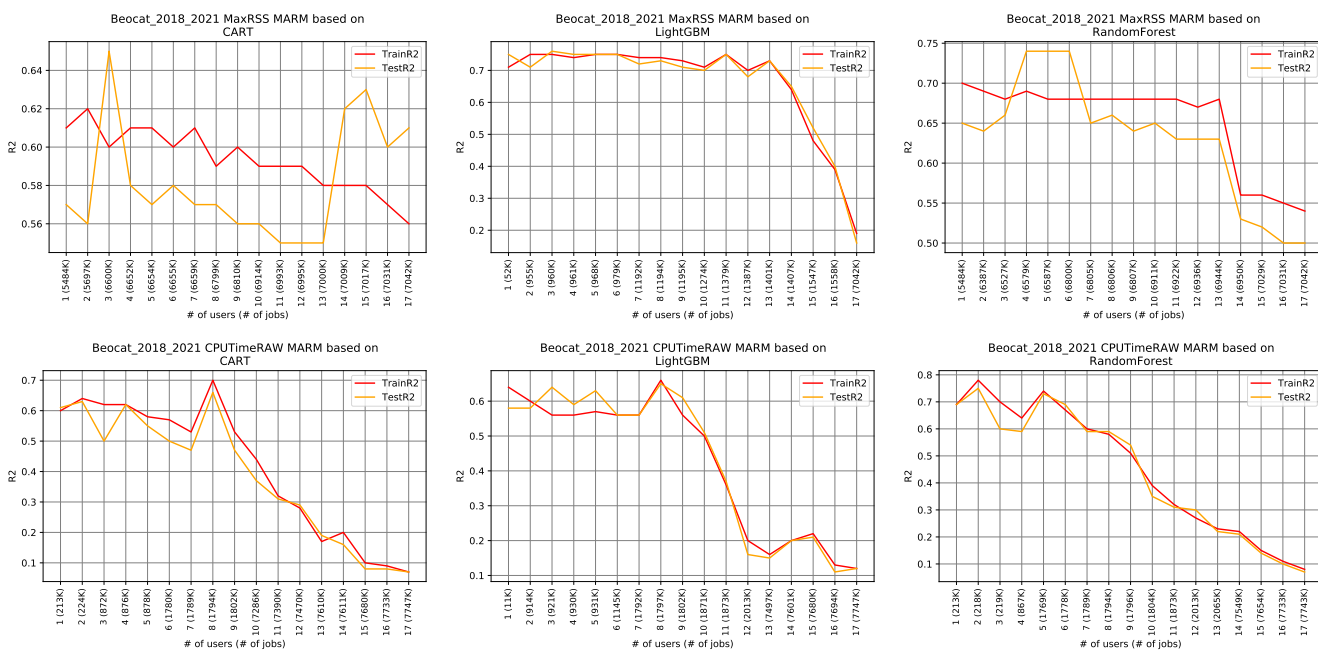 Beocat_2018_2021 MaxRSS MARM based on
CART
R2
0.64
0.62
0.60
0.58
0.56
TrainR2
TestR2
1 (5484K)
2 (5697K)
3 (6600K)
4 (6652K)
5 (6654K)
6 (6655K)
7 (6659K)
8 (6799K)
9 (6810K)
10 (6914K)
11 (6993K)
12 (6995K)
13 (7000K)
14 (7009K)
15 (7017K)
16 (7031K)
17 (7042K)
# of users (# of jobs)
Beocat_2018_2021 MaxRSS MARM based on
LightGBM
R2
0.7
0.6
0.5
0.4
0.3
0.2
TrainR2
TestR2
1 (52K)
2 (955K)
3 (960K)
4 (961K)
5 (968K)
6 (979K)
7 (1192K)
8 (1194K)
9 (1195K)
10 (1274K)
11 (1379K)
12 (1387K)
13 (1401K)
14 (1407K)
15 (1547K)
16 (1558K)
17 (7042K)
# of users (# of jobs)
Beocat_2018_2021 MaxRSS MARM based on
RandomForest
R2
0.75
0.70
0.65
0.60
0.55
0.50
TrainR2
TestR2
1 (5484K)
2 (6387K)
3 (6527K)
4 (6579K)
5 (6587K)
6 (6800K)
7 (6805K)
8 (6806K)
9 (6807K)
10 (6911K)
11 (6922K)
12 (6936K)
13 (6944K)
14 (6950K)
15 (7029K)
16 (7031K)
17 (7042K)
# of users (# of jobs)
Beocat_2018_2021 CPUTimeRAW MARM based on
CART
R2
0.7
0.6
0.5
0.4
0.3
0.2
0.1
TrainR2
TestR2
1 (213K)
2 (224K)
3 (872K)
4 (876K)
5 (878K)
6 (1780K)
7 (1789K)
8 (1794K)
9 (1802K)
10 (7286K)
11 (7390K)
12 (7470K)
13 (7610K)
14 (7611K)
15 (7680K)
16 (7733K)
17 (7747K)
# of users (# of jobs)
Beocat_2018_2021 CPUTimeRAW MARM based on
LightGBM
R2
0.6
0.5
0.4
0.3
0.2
0.1
TrainR2
TestR2
1 (11K)
2 (914K)
3 (921K)
4 (930K)
5 (931K)
6 (1145K)
7 (1792K)
8 (1797K)
9 (1802K)
10 (1871K)
11 (1873K)
12 (2013K)
13 (7497K)
14 (7601K)
15 (7680K)
16 (7694K)
17 (7747K)
# of users (# of jobs)
Beocat_2018_2021 CPUTimeRAW MARM based on
RandomForest
R2
0.8
0.7
0.6
0.5
0.4
0.3
0.2
0.1
TrainR2
TestR2
1 (213K)
2 (218K)
3 (219K)
4 (867K)
5 (1769K)
6 (1778K)
7 (1789K)
8 (1794K)
9 (1796K)
10 (1804K)
11 (1873K)
12 (2013K)
13 (2065K)
14 (7549K)
15 (7654K)
16 (7733K)
17 (7743K)
# of users (# of jobs)